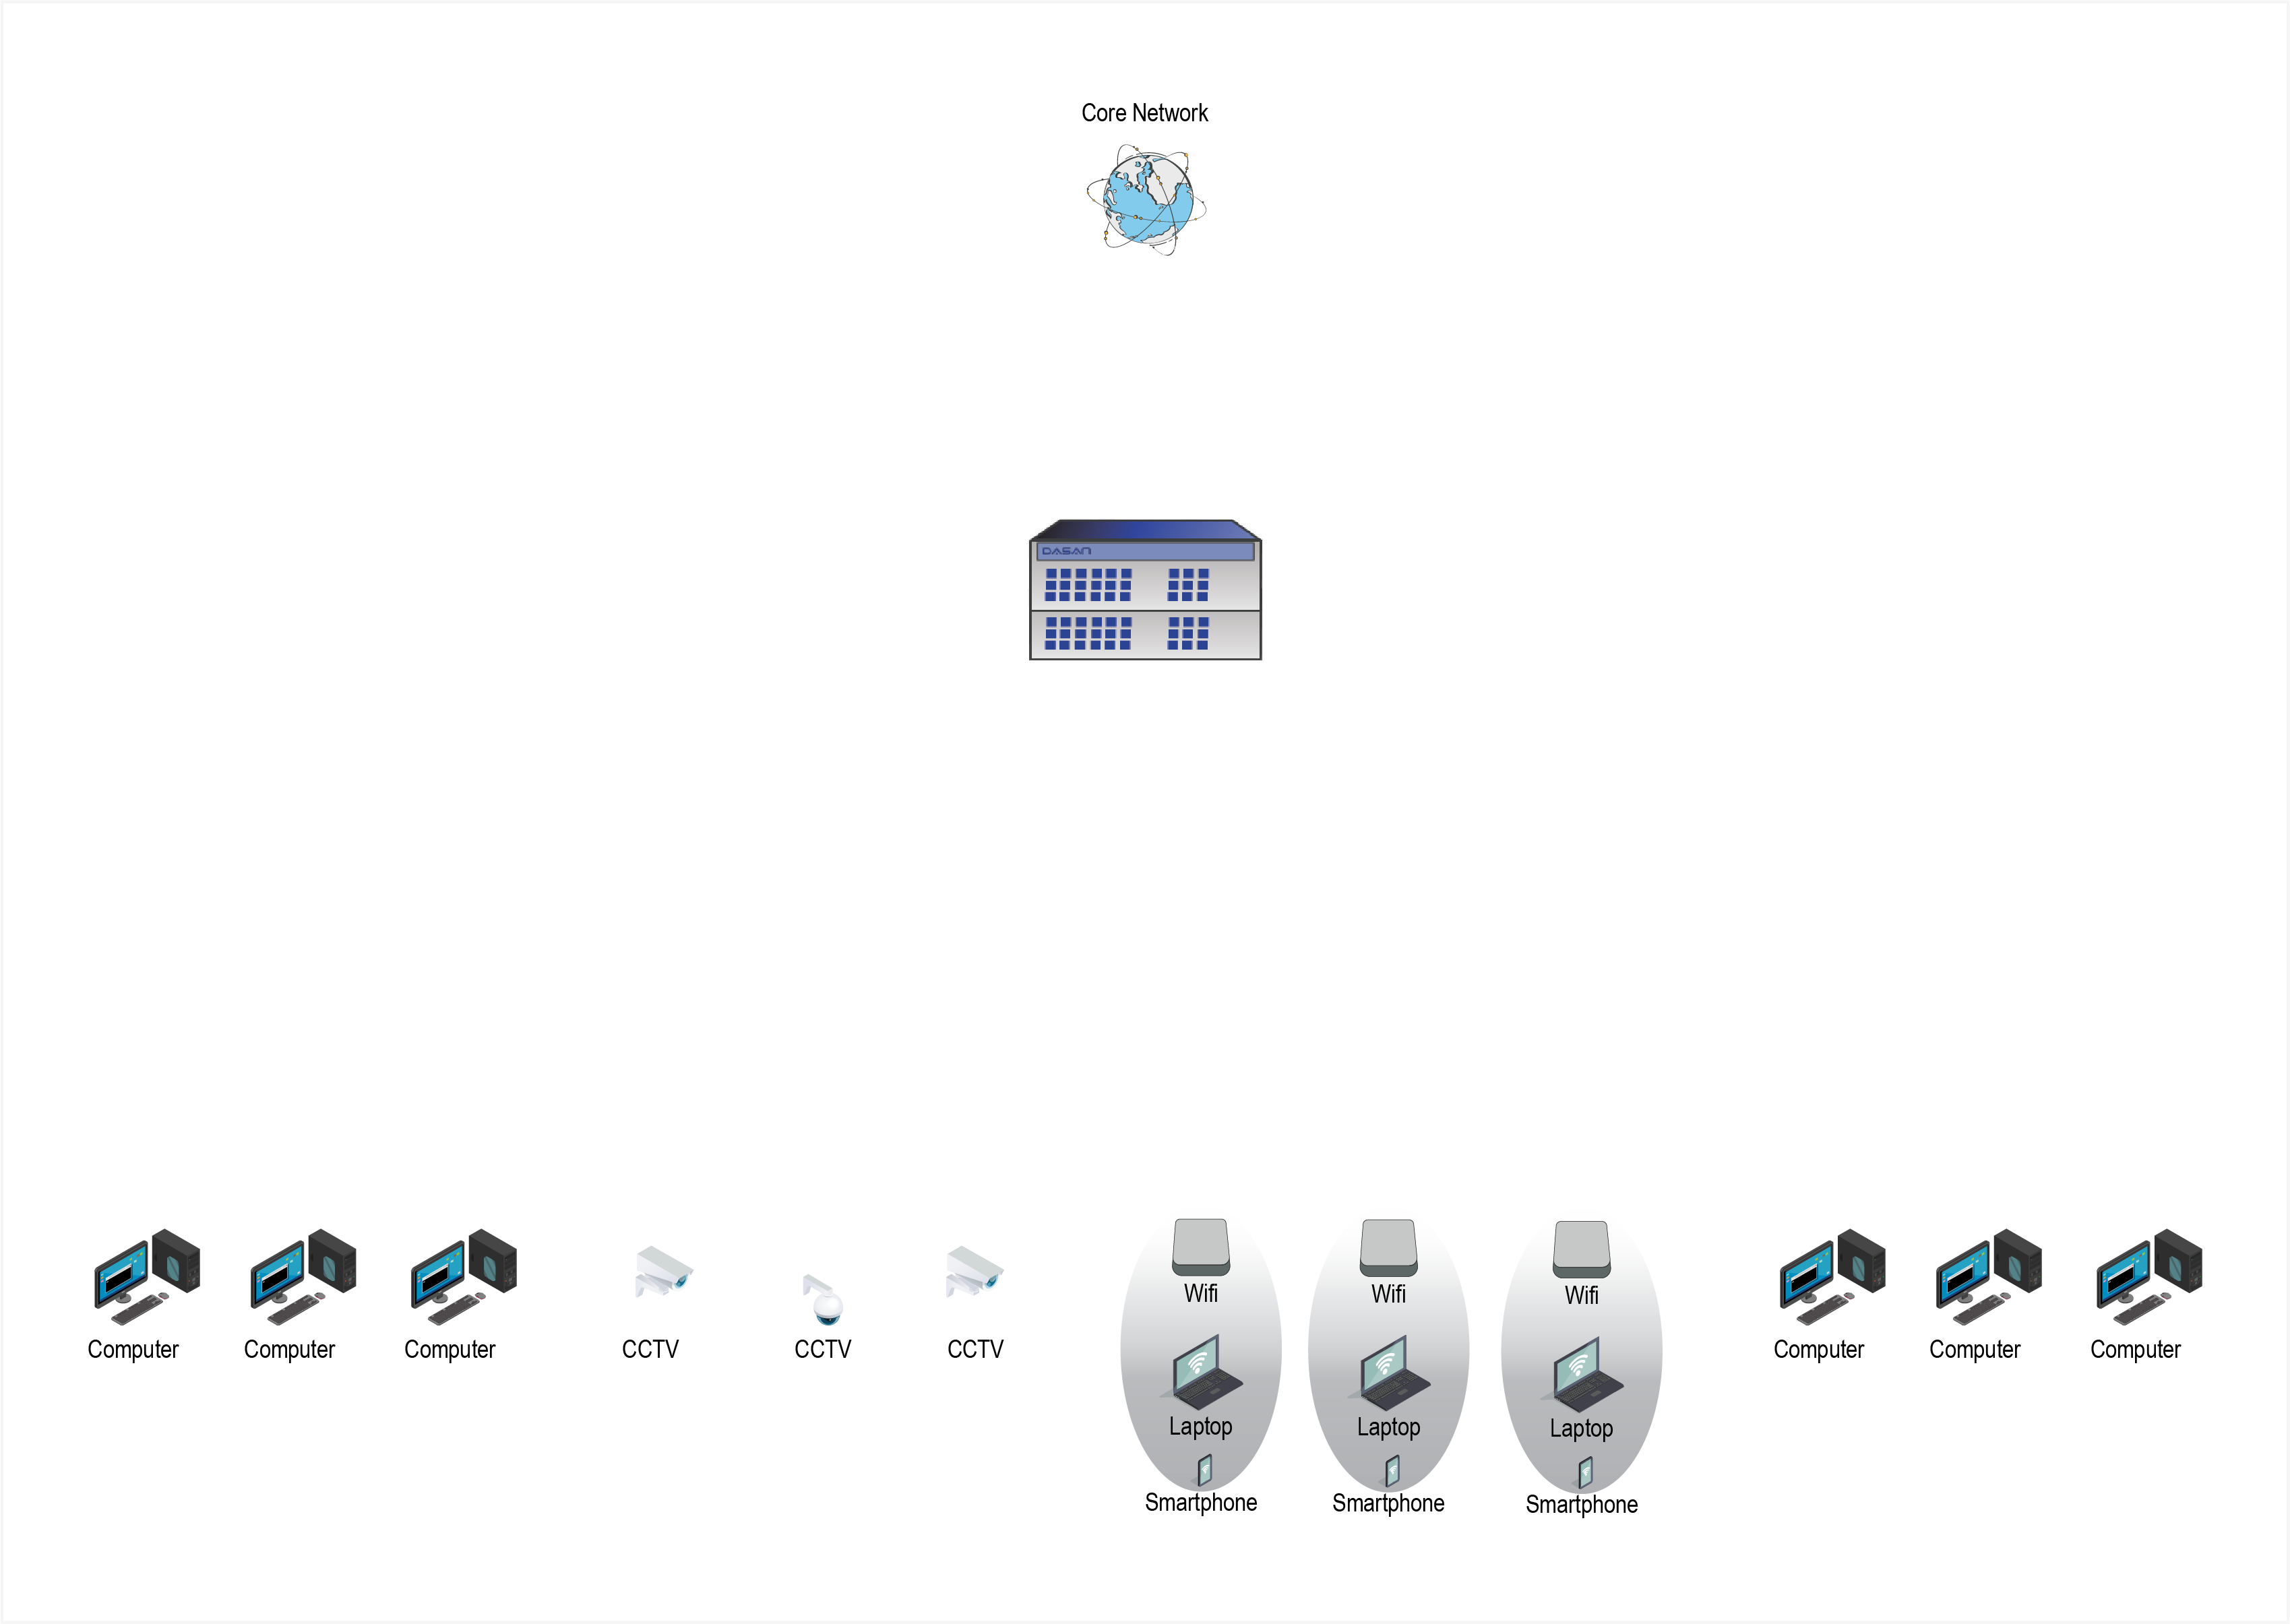 Core Network
DASAN
Computer
Computer
Computer
CCTV
CCTV
CCTV
Wifi
Laptop
Smartphone
Wifi
Laptop
Smartphone
Wifi
Laptop
Smartphone
Computer
Computer
Computer